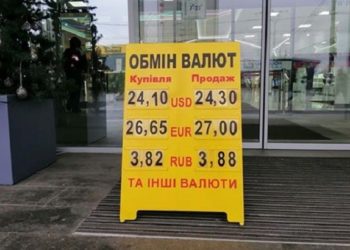 ОБМІН ВАЛЮТ
Купівля Продаж
24,10 USD 24,30
26,65 EUR 27,00
3,82 RUB 3,88
ТА ІНШІ ВАЛЮТИ